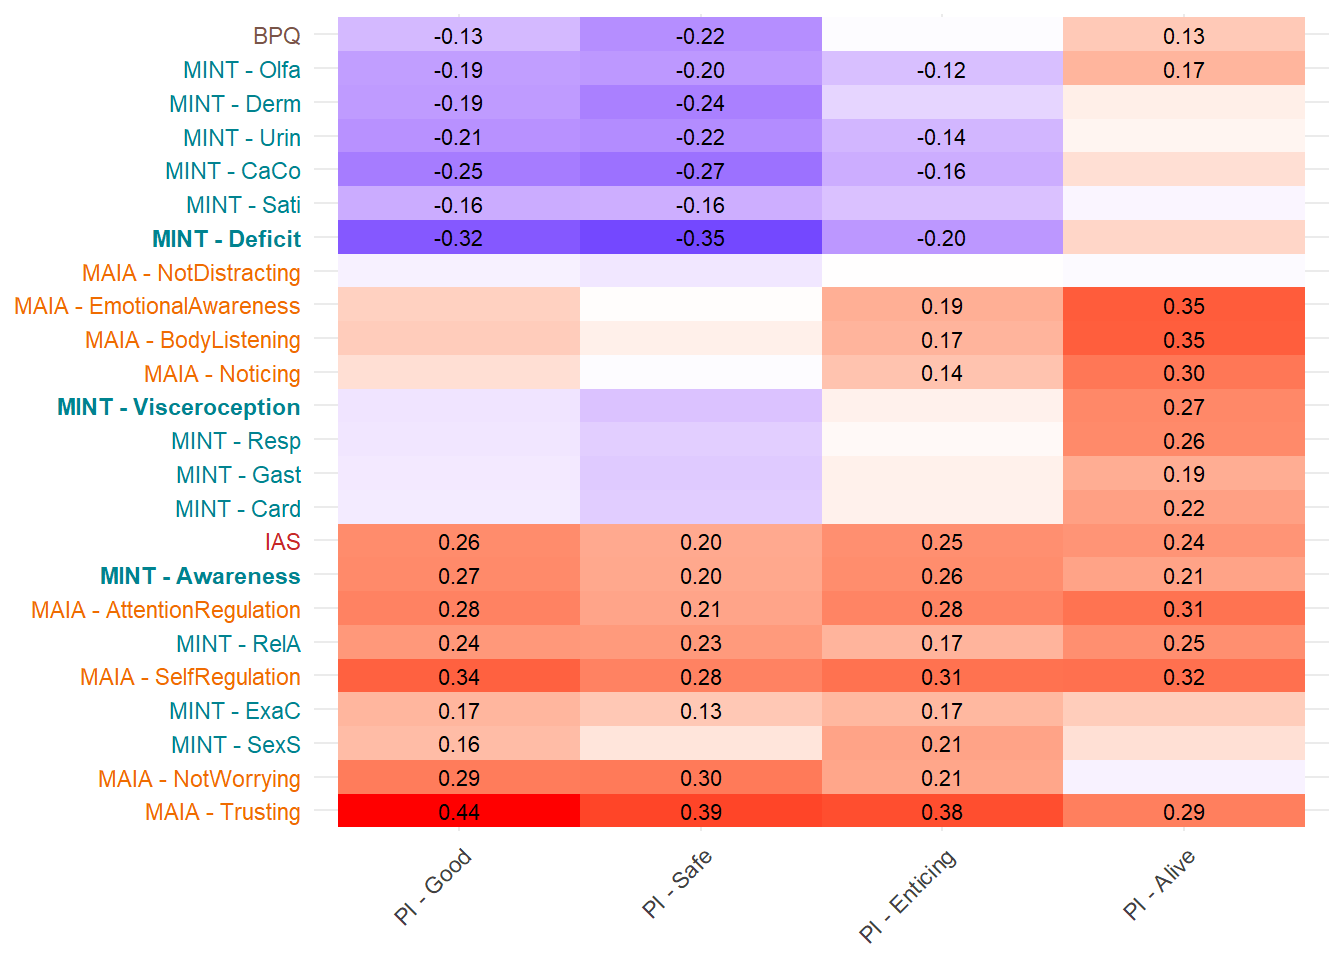 BPQ -0.13 -0.22 0.13
MINT - Olfa -0.19 -0.20 -0.12 0.17
MINT - Derm -0.19 -0.24
MINT - Urin -0.21 -0.22 -0.14
MINT - CaCo -0.25 -0.27 -0.16
MINT - Sati -0.16 -0.16
MINT - Deficit -0.32 -0.35 -0.20
MAIA - NotDistracting
MAIA - EmotionalAwareness 0.19 0.35
MAIA - BodyListening 0.17 0.35
MAIA - Noticing 0.14 0.30
MINT - Visceroception 0.27
MINT - Resp 0.26
MINT - Gast 0.19
MINT - Card 0.22
IAS 0.26 0.20 0.25 0.24
MINT - Awareness 0.27 0.20 0.26 0.21
MAIA - AttentionRegulation 0.28 0.21 0.28 0.31
MINT - RelA 0.24 0.23 0.17 0.25
MAIA - SelfRegulation 0.34 0.28 0.31 0.32
MINT - ExaC 0.17 0.13 0.17
MINT - SexS 0.16 0.21
MAIA - NotWorrying 0.29 0.30 0.21
MAIA - Trusting 0.44 0.39 0.38 0.29
PI - Good PI - Safe PI - Enticing PI - Alive